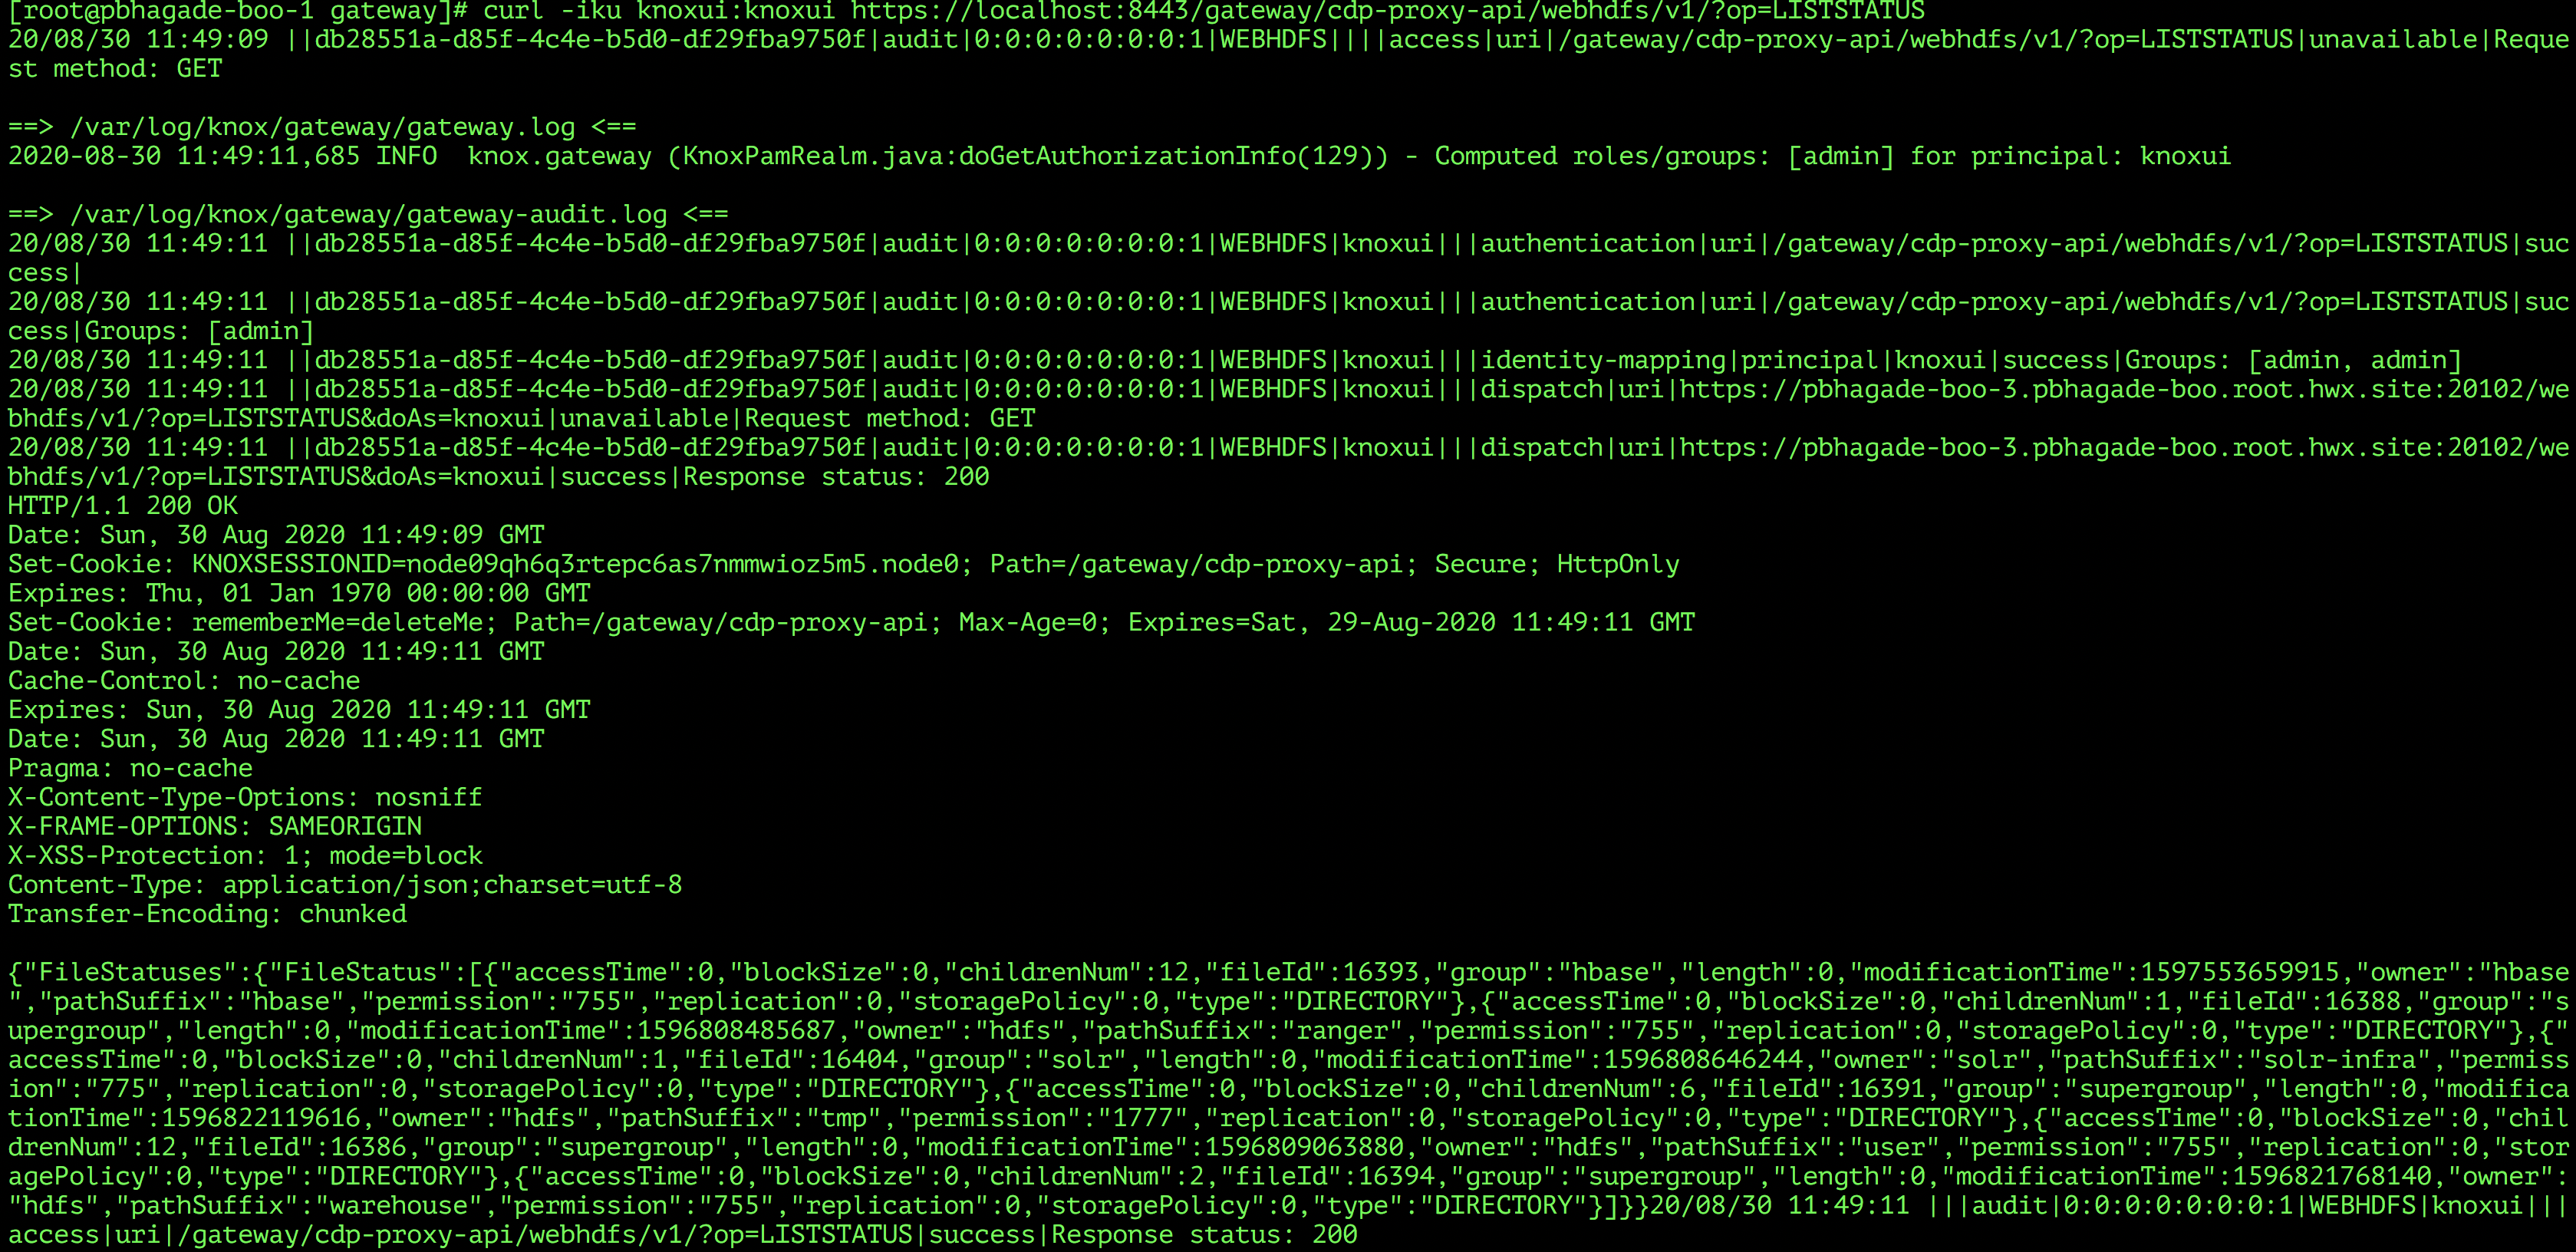 [root@pbhagade-boo-1 gateway]# curl -iku knoxui:knoxui https://localhost:8443/gateway/cdp-proxy-api/webhdfs/v1/?op=LISTSTATUS
20/08/30 11:49:09 ||db28551a-d85f-4c4e-b5d0-df29fba9750f|audit|0:0:0:0:0:0:0:1|WEBHDFS||||access|uri|/gateway/cdp-proxy-api/webhdfs/v1/?op=LISTSTATUS|unavailable|Reque
st method: GET

==> /var/log/knox/gateway/gateway.log <==
2020-08-30 11:49:11,685 INFO  knox.gateway (KnoxPamRealm.java:doGetAuthorizationInfo(129)) - Computed roles/groups: [admin] for principal: knoxui

==> /var/log/knox/gateway/gateway-audit.log <==
20/08/30 11:49:11 ||db28551a-d85f-4c4e-b5d0-df29fba9750f|audit|0:0:0:0:0:0:0:1|WEBHDFS|knoxui|||authentication|uri|/gateway/cdp-proxy-api/webhdfs/v1/?op=LISTSTATUS|suc
cess|
20/08/30 11:49:11 ||db28551a-d85f-4c4e-b5d0-df29fba9750f|audit|0:0:0:0:0:0:0:1|WEBHDFS|knoxui|||authentication|uri|/gateway/cdp-proxy-api/webhdfs/v1/?op=LISTSTATUS|suc
cess|Groups: [admin]
20/08/30 11:49:11 ||db28551a-d85f-4c4e-b5d0-df29fba9750f|audit|0:0:0:0:0:0:0:1|WEBHDFS|knoxui|||identity-mapping|principal|knoxui|success|Groups: [admin, admin]
20/08/30 11:49:11 ||db28551a-d85f-4c4e-b5d0-df29fba9750f|audit|0:0:0:0:0:0:0:1|WEBHDFS|knoxui|||dispatch|uri|https://pbhagade-boo-3.pbhagade-boo.root.hwx.site:20102/we
bhdfs/v1/?op=LISTSTATUS&doAs=knoxui|unavailable|Request method: GET
20/08/30 11:49:11 ||db28551a-d85f-4c4e-b5d0-df29fba9750f|audit|0:0:0:0:0:0:0:1|WEBHDFS|knoxui|||dispatch|uri|https://pbhagade-boo-3.pbhagade-boo.root.hwx.site:20102/we
bhdfs/v1/?op=LISTSTATUS&doAs=knoxui|success|Response status: 200
HTTP/1.1 200 OK
Date: Sun, 30 Aug 2020 11:49:09 GMT
Set-Cookie: KNOXSESSIONID=node09qh6q3rtepc6as7nmmwioz5m5.node0; Path=/gateway/cdp-proxy-api; Secure; HttpOnly
Expires: Thu, 01 Jan 1970 00:00:00 GMT
Set-Cookie: rememberMe=deleteMe; Path=/gateway/cdp-proxy-api; Max-Age=0; Expires=Sat, 29-Aug-2020 11:49:11 GMT
Date: Sun, 30 Aug 2020 11:49:11 GMT
Cache-Control: no-cache
Expires: Sun, 30 Aug 2020 11:49:11 GMT
Date: Sun, 30 Aug 2020 11:49:11 GMT
Pragma: no-cache
X-Content-Type-Options: nosniff
X-FRAME-OPTIONS: SAMEORIGIN
X-XSS-Protection: 1; mode=block
Content-Type: application/json;charset=utf-8
Transfer-Encoding: chunked

{"FileStatuses":{"FileStatus":[{"accessTime":0,"blockSize":0,"childrenNum":12,"fileId":16393,"group":"hbase","length":0,"modificationTime":1597553659915,"owner":"hbase
","pathSuffix":"hbase","permission":"755","replication":0,"storagePolicy":0,"type":"DIRECTORY"},{"accessTime":0,"blockSize":0,"childrenNum":1,"fileId":16388,"group":"s
upergroup","length":0,"modificationTime":1596808485687,"owner":"hdfs","pathSuffix":"ranger","permission":"755","replication":0,"storagePolicy":0,"type":"DIRECTORY"},{"
accessTime":0,"blockSize":0,"childrenNum":1,"fileId":16404,"group":"solr","length":0,"modificationTime":1596808646244,"owner":"solr","pathSuffix":"solr-infra","permiss
ion":"775","replication":0,"storagePolicy":0,"type":"DIRECTORY"},{"accessTime":0,"blockSize":0,"childrenNum":6,"fileId":16391,"group":"supergroup","length":0,"modifica
tionTime":1596822119616,"owner":"hdfs","pathSuffix":"tmp","permission":"1777","replication":0,"storagePolicy":0,"type":"DIRECTORY"},{"accessTime":0,"blockSize":0,"chil
drenNum":12,"fileId":16386,"group":"supergroup","length":0,"modificationTime":1596809063880,"owner":"hdfs","pathSuffix":"user","permission":"755","replication":0,"stor
agePolicy":0,"type":"DIRECTORY"},{"accessTime":0,"blockSize":0,"childrenNum":2,"fileId":16394,"group":"supergroup","length":0,"modificationTime":1596821768140,"owner":
"hdfs","pathSuffix":"warehouse","permission":"755","replication":0,"storagePolicy":0,"type":"DIRECTORY"}]}}20/08/30 11:49:11 |||audit|0:0:0:0:0:0:0:1|WEBHDFS|knoxui|||
access|uri|/gateway/cdp-proxy-api/webhdfs/v1/?op=LISTSTATUS|success|Response status: 200